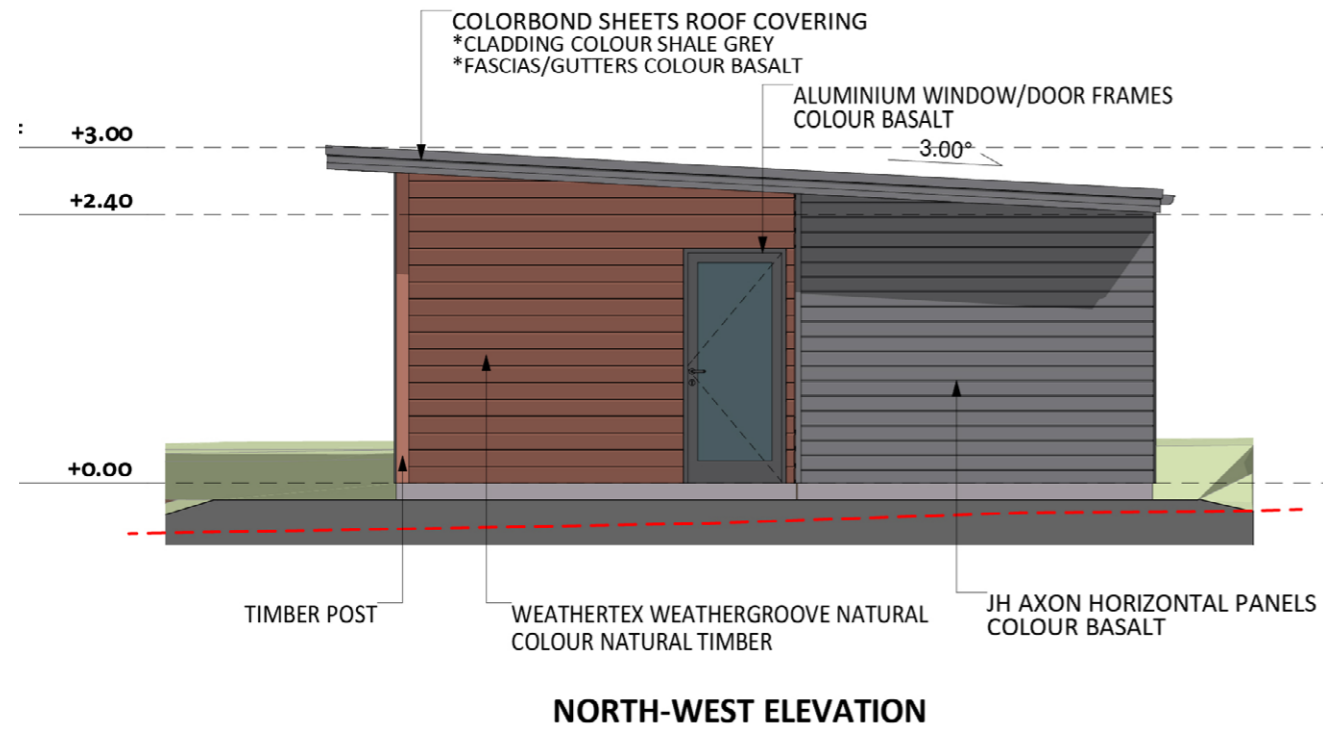 COLORBOND SHEETS ROOF COVERING
*CLADDING COLOUR SHALE GREY
*FASCIAS/GUTTERS COLOUR BASALT
ALUMINIUM WINDOW/DOOR FRAMES
COLOUR BASALT
+3.00
3.00°
+2.40
+0.00
TIMBER POST
WEATHERTEX WEATHERGROOVE NATURAL
COLOUR NATURAL TIMBER
JH AXON HORIZONTAL PANELS
COLOUR BASALT
NORTH-WEST ELEVATION